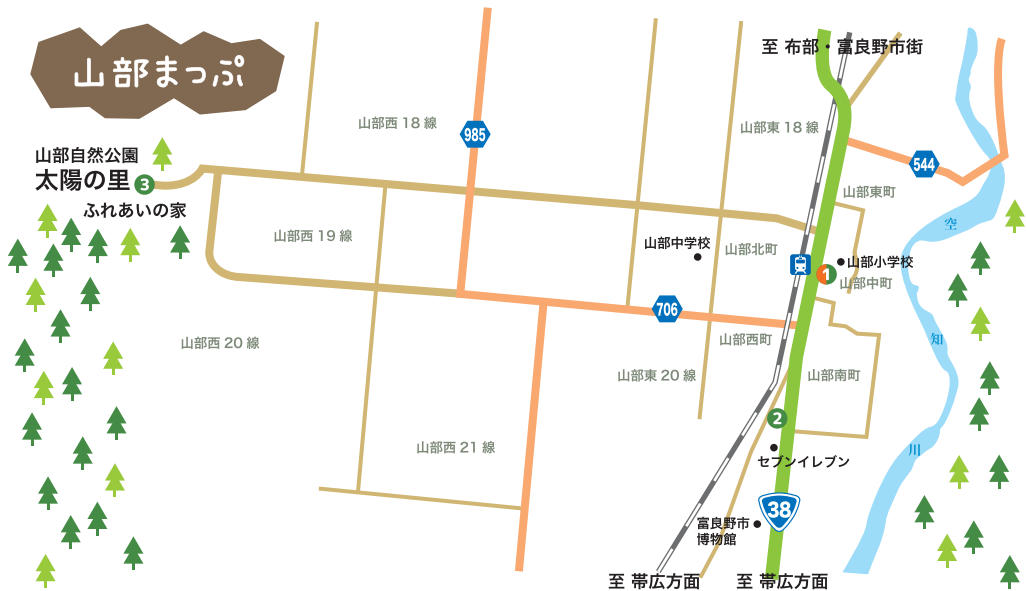 山部まっぷ
至 布部・富良野市街
山部西18線
985
山部東18線
544
山部自然公園
太陽の里 3
ふれあいの家
山部東町
空
山部西19線
山部中学校
山部北町
山部小学校
1
山部中町
706
山部西20線
山部西町
知
山部東20線
山部南町
2
山部西21線
川
セブンイレブン
38
富良野市
博物館
至 帯広方面
至 帯広方面